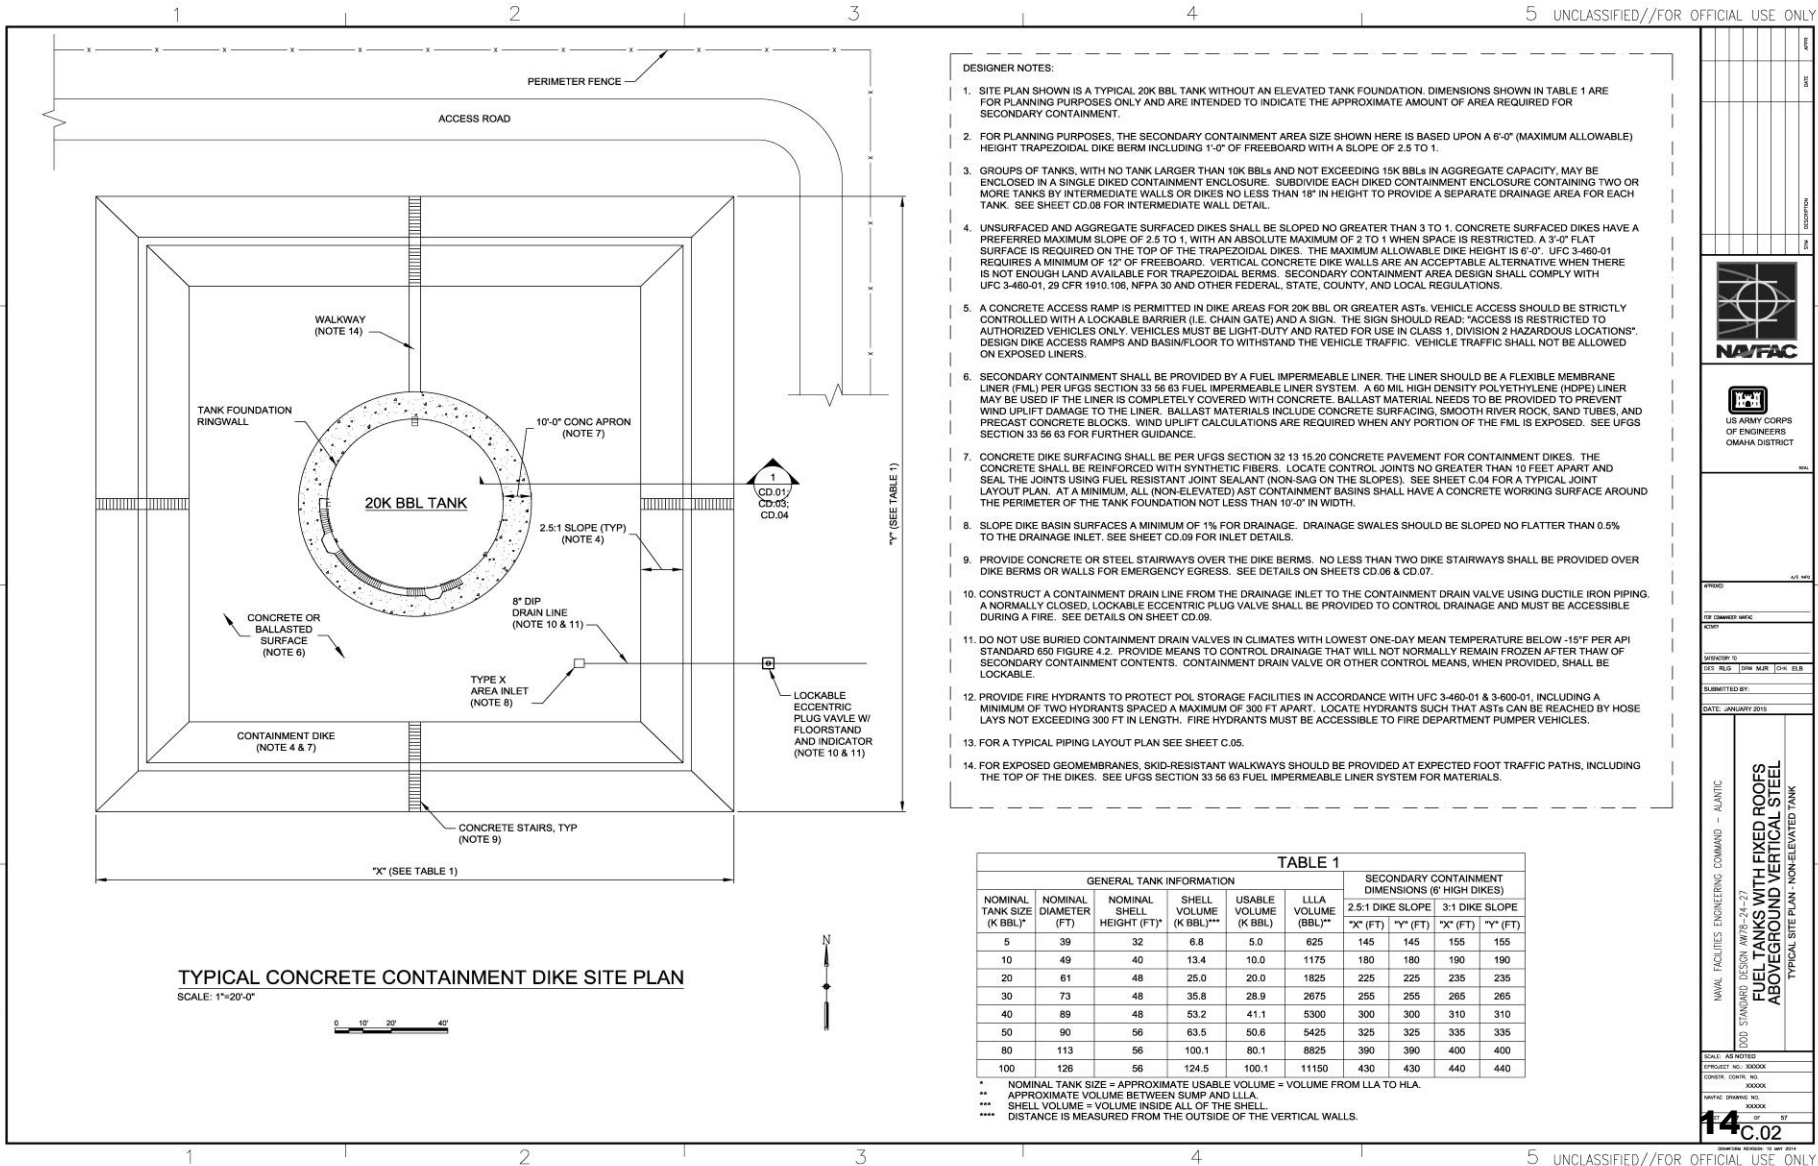 1 2 3 4 5 UNCLASSIFIED//FOR OFFICIAL USE ONLY
PERIMETER FENCE
ACCESS ROAD
WALKWAY
(NOTE 14)
TANK FOUNDATION
RINGWALL
10'-0" CONC APRON
(NOTE 7)
20K BBL TANK
1
CD.01;
CD.03;
CD.04
2.5:1 SLOPE (TYP)
(NOTE 4)
"Y" (SEE TABLE 1)
8" DIP
DRAIN LINE
(NOTE 10 & 11)
CONCRETE OR
BALLASTED
SURFACE
(NOTE 6)
TYPE X
AREA INLET
(NOTE 8)
LOCKABLE
ECCENTRIC
PLUG VAVLE W/
FLOORSTAND
AND INDICATOR
(NOTE 10 & 11)
CONTAINMENT DIKE
(NOTE 4 & 7)
CONCRETE STAIRS, TYP
(NOTE 9)
"X" (SEE TABLE 1)
TYPICAL CONCRETE CONTAINMENT DIKE SITE PLAN
SCALE: 1"=20'-0"
0 10' 20' 40'
N
DESIGNER NOTES:
1. SITE PLAN SHOWN IS A TYPICAL 20K BBL TANK WITHOUT AN ELEVATED TANK FOUNDATION. DIMENSIONS SHOWN IN TABLE 1 ARE
FOR PLANNING PURPOSES ONLY AND ARE INTENDED TO INDICATE THE APPROXIMATE AMOUNT OF AREA REQUIRED FOR
SECONDARY CONTAINMENT.
2. FOR PLANNING PURPOSES, THE SECONDARY CONTAINMENT AREA SIZE SHOWN HERE IS BASED UPON A 6'-0" (MAXIMUM ALLOWABLE)
HEIGHT TRAPEZOIDAL DIKE BERM INCLUDING 1'-0" OF FREEBOARD WITH A SLOPE OF 2.5 TO 1.
3. GROUPS OF TANKS, WITH NO TANK LARGER THAN 10K BBLs AND NOT EXCEEDING 15K BBLs IN AGGREGATE CAPACITY, MAY BE
ENCLOSED IN A SINGLE DIKED CONTAINMENT ENCLOSURE. SUBDIVIDE EACH DIKED CONTAINMENT ENCLOSURE CONTAINING TWO OR
MORE TANKS BY INTERMEDIATE WALLS OR DIKES NO LESS THAN 18" IN HEIGHT TO PROVIDE A SEPARATE DRAINAGE AREA FOR EACH
TANK. SEE SHEET CD.08 FOR INTERMEDIATE WALL DETAIL.
4. UNSURFACED AND AGGREGATE SURFACED DIKES SHALL BE SLOPED NO GREATER THAN 3 TO 1. CONCRETE SURFACED DIKES HAVE A
PREFERRED MAXIMUM SLOPE OF 2.5 TO 1, WITH AN ABSOLUTE MAXIMUM OF 2 TO 1 WHEN SPACE IS RESTRICTED. A 3'-0" FLAT
SURFACE IS REQUIRED ON THE TOP OF THE TRAPEZOIDAL DIKES. THE MAXIMUM ALLOWABLE DIKE HEIGHT IS 6'-0". UFC 3-460-01
REQUIRES A MINIMUM OF 12" OF FREEBOARD. VERTICAL CONCRETE DIKE WALLS ARE AN ACCEPTABLE ALTERNATIVE WHEN THERE
IS NOT ENOUGH LAND AVAILABLE FOR TRAPEZOIDAL BERMS. SECONDARY CONTAINMENT AREA DESIGN SHALL COMPLY WITH
UFC 3-460-01, 29 CFR 1910.106, NFPA 30 AND OTHER FEDERAL, STATE, COUNTY, AND LOCAL REGULATIONS.
5. A CONCRETE ACCESS RAMP IS PERMITTED IN DIKE AREAS FOR 20K BBL OR GREATER ASTs. VEHICLE ACCESS SHOULD BE STRICTLY
CONTROLLED WITH A LOCKABLE BARRIER (I.E. CHAIN GATE) AND A SIGN. THE SIGN SHOULD READ: "ACCESS IS RESTRICTED TO
AUTHORIZED VEHICLES ONLY. VEHICLES MUST BE LIGHT-DUTY AND RATED FOR USE IN CLASS 1, DIVISION 2 HAZARDOUS LOCATIONS".
DESIGN DIKE ACCESS RAMPS AND BASIN/FLOOR TO WITHSTAND THE VEHICLE TRAFFIC. VEHICLE TRAFFIC SHALL NOT BE ALLOWED
ON EXPOSED LINERS.
6. SECONDARY CONTAINMENT SHALL BE PROVIDED BY A FUEL IMPERMEABLE LINER. THE LINER SHOULD BE A FLEXIBLE MEMBRANE
LINER (FML) PER UFGS SECTION 33 56 63 FUEL IMPERMEABLE LINER SYSTEM. A 60 MIL HIGH DENSITY POLYETHYLENE (HDPE) LINER
MAY BE USED IF THE LINER IS COMPLETELY COVERED WITH CONCRETE. BALLAST MATERIAL NEEDS TO BE PROVIDED TO PREVENT
WIND UPLIFT DAMAGE TO THE LINER. BALLAST MATERIALS INCLUDE CONCRETE SURFACING, SMOOTH RIVER ROCK, SAND TUBES, AND
PRECAST CONCRETE BLOCKS. WIND UPLIFT CALCULATIONS ARE REQUIRED WHEN ANY PORTION OF THE FML IS EXPOSED. SEE UFGS
SECTION 33 56 63 FOR FURTHER GUIDANCE.
7. CONCRETE DIKE SURFACING SHALL BE PER UFGS SECTION 32 13 15.20 CONCRETE PAVEMENT FOR CONTAINMENT DIKES. THE
CONCRETE SHALL BE REINFORCED WITH SYNTHETIC FIBERS. LOCATE CONTROL JOINTS NO GREATER THAN 10 FEET APART AND
SEAL THE JOINTS USING FUEL RESISTANT JOINT SEALANT (NON-SAG ON THE SLOPES). SEE SHEET C.04 FOR A TYPICAL JOINT
LAYOUT PLAN. AT A MINIMUM, ALL (NON-ELEVATED) AST CONTAINMENT BASINS SHALL HAVE A CONCRETE WORKING SURFACE AROUND
THE PERIMETER OF THE TANK FOUNDATION NOT LESS THAN 10'-0" IN WIDTH.
8. SLOPE DIKE BASIN SURFACES A MINIMUM OF 1% FOR DRAINAGE. DRAINAGE SWALES SHOULD BE SLOPED NO FLATTER THAN 0.5%
TO THE DRAINAGE INLET. SEE SHEET CD.09 FOR INLET DETAILS.
9. PROVIDE CONCRETE OR STEEL STAIRWAYS OVER THE DIKE BERMS. NO LESS THAN TWO DIKE STAIRWAYS SHALL BE PROVIDED OVER
DIKE BERMS OR WALLS FOR EMERGENCY EGRESS. SEE DETAILS ON SHEETS CD.06 & CD.07.
10. CONSTRUCT A CONTAINMENT DRAIN LINE FROM THE DRAINAGE INLET TO THE CONTAINMENT DRAIN VALVE USING DUCTILE IRON PIPING.
A NORMALLY CLOSED, LOCKABLE ECCENTRIC PLUG VALVE SHALL BE PROVIDED TO CONTROL DRAINAGE AND MUST BE ACCESSIBLE
DURING A FIRE. SEE DETAILS ON SHEET CD.09.
11. DO NOT USE BURIED CONTAINMENT DRAIN VALVES IN CLIMATES WITH LOWEST ONE-DAY MEAN TEMPERATURE BELOW -15°F PER API
STANDARD 650 FIGURE 4.2. PROVIDE MEANS TO CONTROL DRAINAGE THAT WILL NOT NORMALLY REMAIN FROZEN AFTER THAW OF
SECONDARY CONTAINMENT CONTENTS. CONTAINMENT DRAIN VALVE OR OTHER CONTROL MEANS, WHEN PROVIDED, SHALL BE
LOCKABLE.
12. PROVIDE FIRE HYDRANTS TO PROTECT POL STORAGE FACILITIES IN ACCORDANCE WITH UFC 3-460-01 & 3-600-01, INCLUDING A
MINIMUM OF TWO HYDRANTS SPACED A MAXIMUM OF 300 FT APART. LOCATE HYDRANTS SUCH THAT ASTs CAN BE REACHED BY HOSE
LAYS NOT EXCEEDING 300 FT IN LENGTH. FIRE HYDRANTS MUST BE ACCESSIBLE TO FIRE DEPARTMENT PUMPER VEHICLES.
13. FOR A TYPICAL PIPING LAYOUT PLAN SEE SHEET C.05.
14. FOR EXPOSED GEOMEMBRANES, SKID-RESISTANT WALKWAYS SHOULD BE PROVIDED AT EXPECTED FOOT TRAFFIC PATHS, INCLUDING
THE TOP OF THE DIKES. SEE UFGS SECTION 33 56 63 FUEL IMPERMEABLE LINER SYSTEM FOR MATERIALS.
TABLE 1
GENERAL TANK INFORMATION
SECONDARY CONTAINMENT
DIMENSIONS (6' HIGH DIKES)
NOMINAL TANK SIZE (K BBL)* NOMINAL DIAMETER (FT) NOMINAL SHELL HEIGHT (FT)* SHELL VOLUME (K BBL)*** USABLE VOLUME (K BBL) LLLA VOLUME (BBL)**
2.5:1 DIKE SLOPE 3:1 DIKE SLOPE
"X" (FT) "Y" (FT) "X" (FT) "Y" (FT)
5 39 32 6.8 5.0 625 145 145 155 155
10 49 40 13.4 10.0 1175 180 180 190 190
20 61 48 25.0 20.0 1825 225 225 235 235
30 73 48 35.8 28.9 2675 255 255 265 265
40 89 48 53.2 41.1 5300 300 300 310 310
50 90 56 63.5 50.6 5425 325 325 335 335
80 113 56 100.1 80.1 8825 390 390 400 400
100 126 56 124.5 100.1 11150 430 430 440 440
* NOMINAL TANK SIZE = APPROXIMATE USABLE VOLUME = VOLUME FROM LLA TO HLA.
** APPROXIMATE VOLUME BETWEEN SUMP AND LLLA.
*** SHELL VOLUME = VOLUME INSIDE ALL OF THE SHELL.
**** DISTANCE IS MEASURED FROM THE OUTSIDE OF THE VERTICAL WALLS.
APPR
DATE
DESCRIPTION
SYM
NAVFAC
US ARMY CORPS
OF ENGINEERS
OMAHA DISTRICT
SEAL
A/E INFO
APPROVED
FOR COMMANDER NAVFAC
ACTIVITY
SATISFACTORY TO
DES RLG DRW MJR CHK ELB
SUBMITTED BY:
DATE: JANUARY 2015
NAVAL FACILITIES ENGINEERING COMMAND - ALANTIC
DOD STANDARD DESIGN AW78-24-27
FUEL TANKS WITH FIXED ROOFS
ABOVEGROUND VERTICAL STEEL
TYPICAL SITE PLAN - NON-ELEVATED TANK
SCALE: AS NOTED
EPROJECT NO.: XXXXX
CONSTR. CONTR. NO.
XXXXX
NAVFAC DRAWING NO.
XXXXX
OF 57
14 C.02
DRAWFORM REVISION: 10 MAY 2014
1 2 3 4 5 UNCLASSIFIED//FOR OFFICIAL USE ONLY